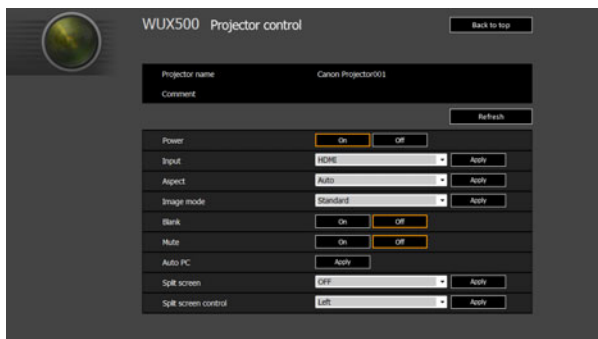 WUX500 Projector control Back to top
Projector name Canon Projector001
Comment
Refresh
Power On Off
Input HDMI Apply
Aspect Auto Apply
Image mode Standard Apply
Blank On Off
Mute On Off
Auto PC Apply
Split screen OFF Apply
Split screen control Left Apply